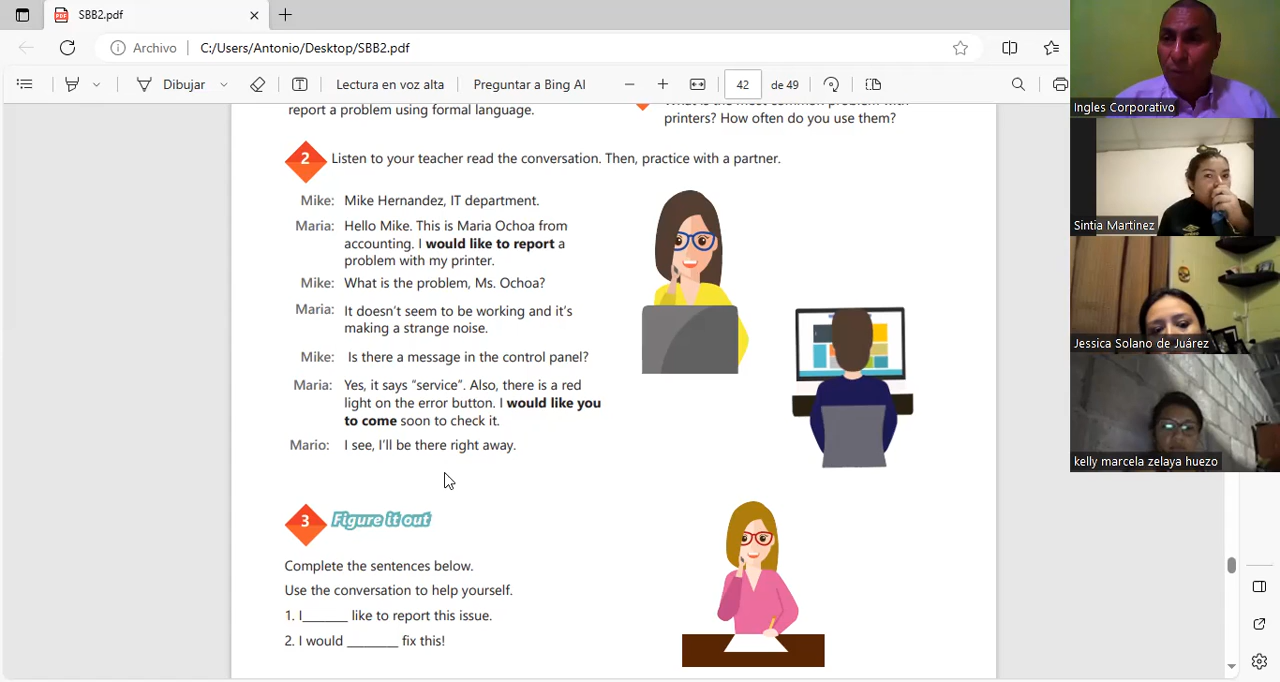 SBB2.pdf
Archivo
C:/Users/Antonio/Desktop/SBB2.pdf
Dibujar
Lectura en voz alta
Preguntar a Bing AI
42
de 49
report a problem using formal language.
What is the most common problem with
printers? How often do you use them?
2
Listen to your teacher read the conversation. Then, practice with a partner.
Mike: Mike Hernandez, IT department.
Maria: Hello Mike. This is Maria Ochoa from
accounting. I would like to report a
problem with my printer.
Mike: What is the problem, Ms. Ochoa?
Maria: It doesn't seem to be working and it's
making a strange noise.
Mike: Is there a message in the control panel?
Maria: Yes, it says "service". Also, there is a red
light on the error button. I would like you
to come soon to check it.
Mario: I see, I'll be there right away.
3
Figure it out
Complete the sentences below.
Use the conversation to help yourself.
1. I______ like to report this issue.
2. I would _______ fix this!
Ingles Corporativo
Sintia Martinez
Jessica Solano de Juárez
kelly marcela zelaya huezo